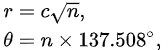 r = c√n,
θ = n × 137.508°,